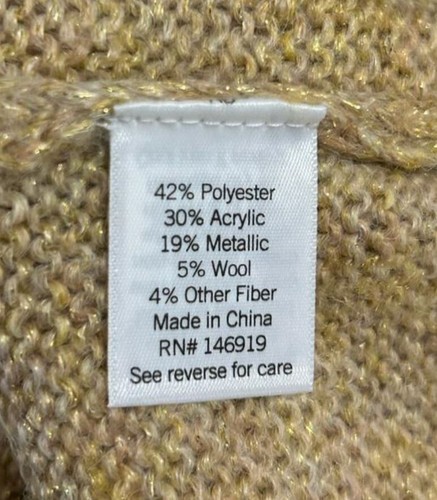 42% Polyester
30% Acrylic
19% Metallic
5% Wool
4% Other Fiber
Made in China
RN# 146919
See reverse for care